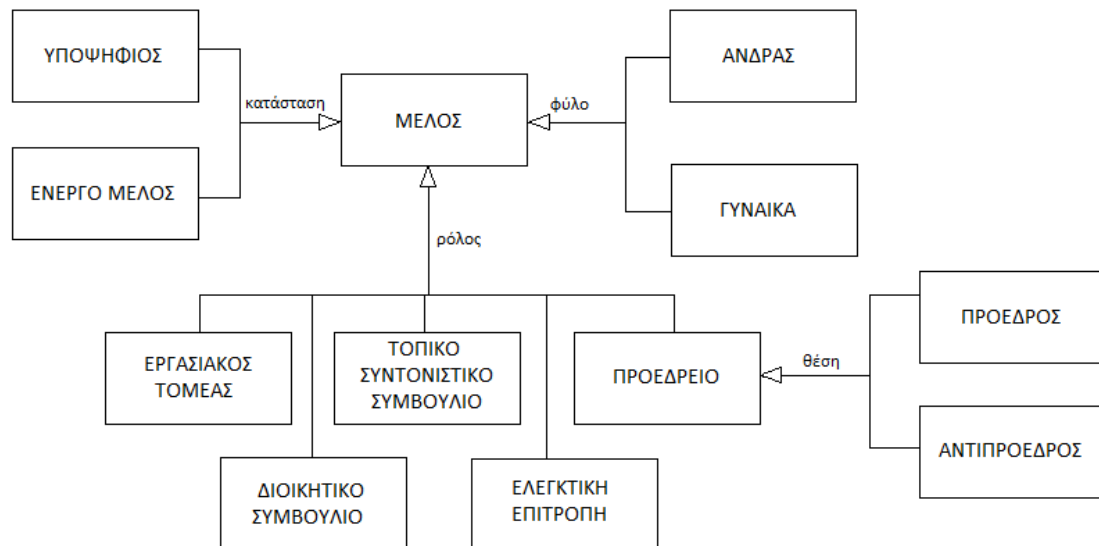 ΥΠΟΨΗΦΙΟΣ
ΑΝΔΡΑΣ
κατάσταση
ΜΕΛΟΣ
φύλο
ΕΝΕΡΓΟ ΜΕΛΟΣ
ΓΥΝΑΙΚΑ
ρόλος
ΠΡΟΕΔΡΟΣ
ΕΡΓΑΣΙΑΚΟΣ
ΤΟΜΕΑΣ
ΤΟΠΙΚΟ
ΣΥΝΤΟΝΙΣΤΙΚΟ
ΣΥΜΒΟΥΛΙΟ
ΠΡΟΕΔΡΕΙΟ
θέση
ΑΝΤΙΠΡΟΕΔΡΟΣ
ΔΙΟΙΚΗΤΙΚΟ
ΣΥΜΒΟΥΛΙΟ
ΕΛΕΓΚΤΙΚΗ
ΕΠΙΤΡΟΠΗ